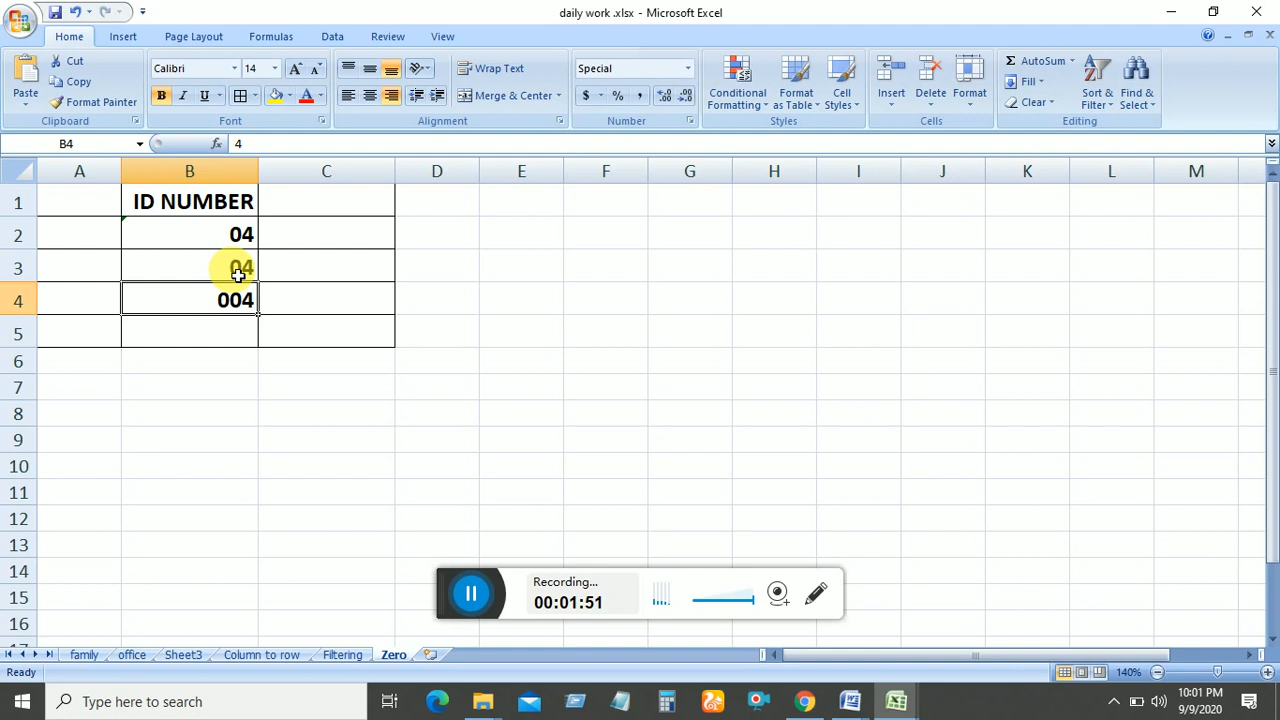 daily work .xlsx - Microsoft Excel
Home Insert Page Layout Formulas Data Review View
Paste Cut Copy Format Painter Clipboard
Calibri 14 A A B I U A Font
Wrap Text Merge & Center Alignment
Special $ % , Number
Conditional Formatting Format as Table Cell Styles Styles
Insert Delete Format Cells
Σ AutoSum Fill Clear Sort & Filter Find & Select Editing
B4 fx 4
A B C D E F G H I J K L M
1 ID NUMBER
2 04
3 04
4 004
5
6
7
8
9
10
11
12
13
14
15
16
Recording...
00:01:51
family office Sheet3 Column to row Filtering Zero
Ready 140%
Type here to search
10:01 PM
9/9/2020